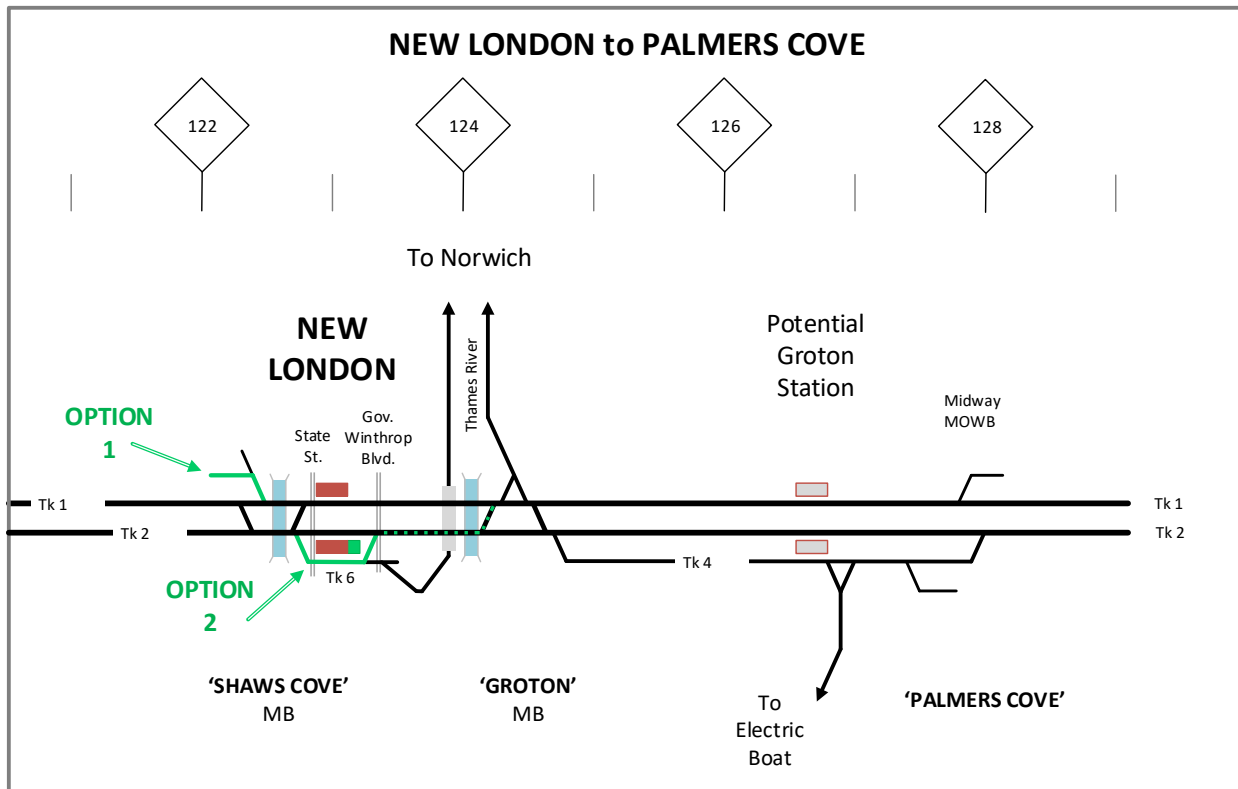 NEW LONDON to PALMERS COVE
122
124
126
128
To Norwich
NEW
LONDON
Thames River
Potential
Groton
Station
Midway
MOWB
OPTION
1
State
St.
Gov.
Winthrop
Blvd.
Tk 1
Tk 1
Tk 2
Tk 2
Tk 6
Tk 4
OPTION
2
‘SHAWS COVE’
MB
‘GROTON’
MB
To
Electric
Boat
‘PALMERS COVE’